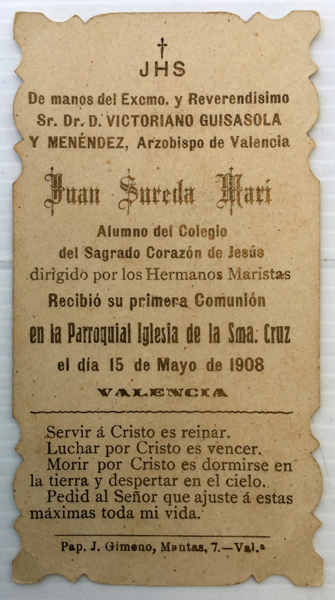 †
JHS
De manos del Excmo. y Reverendisimo
Sr. Dr. D. VICTORIANO GUISASOLA
Y MENÉNDEZ, Arzobispo de Valencia
Juan Sureda Marí
Alumno del Colegio
del Sagrado Corazón de Jesús
dirigido por los Hermanos Maristas
Recibió su primera Comunión
en la Parroquial Iglesia de la Sma. Cruz
el día 15 de Mayo de 1908
VALENCIA
Servir á Cristo es reinar.
Luchar por Cristo es vencer.
Morir por Cristo es dormirse en
la tierra y despertar en el cielo.
Pedid al Señor que ajuste á estas
máximas toda mi vida.
Pap. J. Gimeno, Mantas, 7.—Val.ª